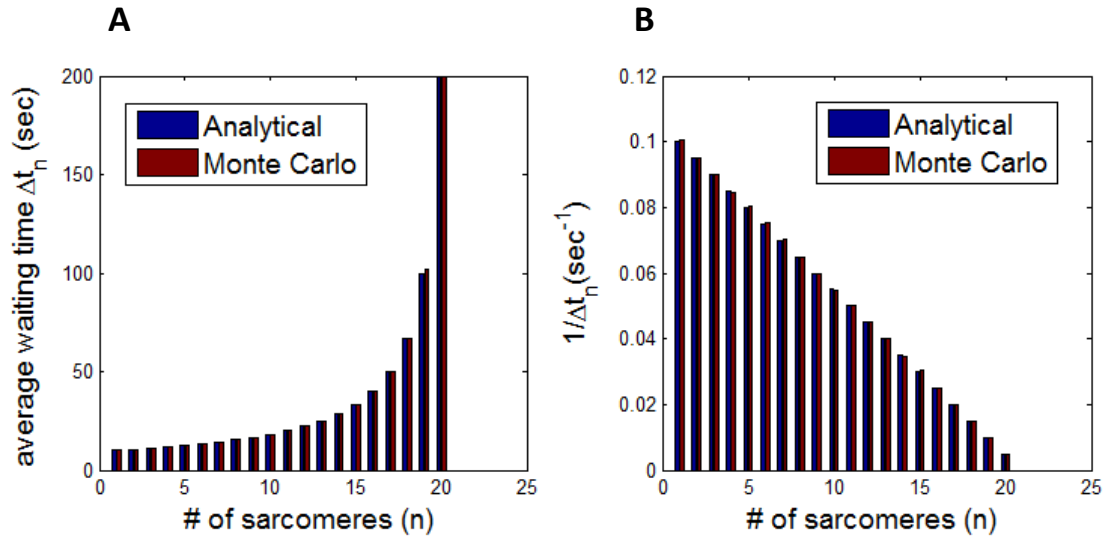 A
B
average waiting time Δt_n (sec)
200
150
100
50
0
Analytical
Monte Carlo
0 5 10 15 20 25
# of sarcomeres (n)
1/Δt_n(sec^-1)
0.12
0.1
0.08
0.06
0.04
0.02
0
Analytical
Monte Carlo
0 5 10 15 20 25
# of sarcomeres (n)